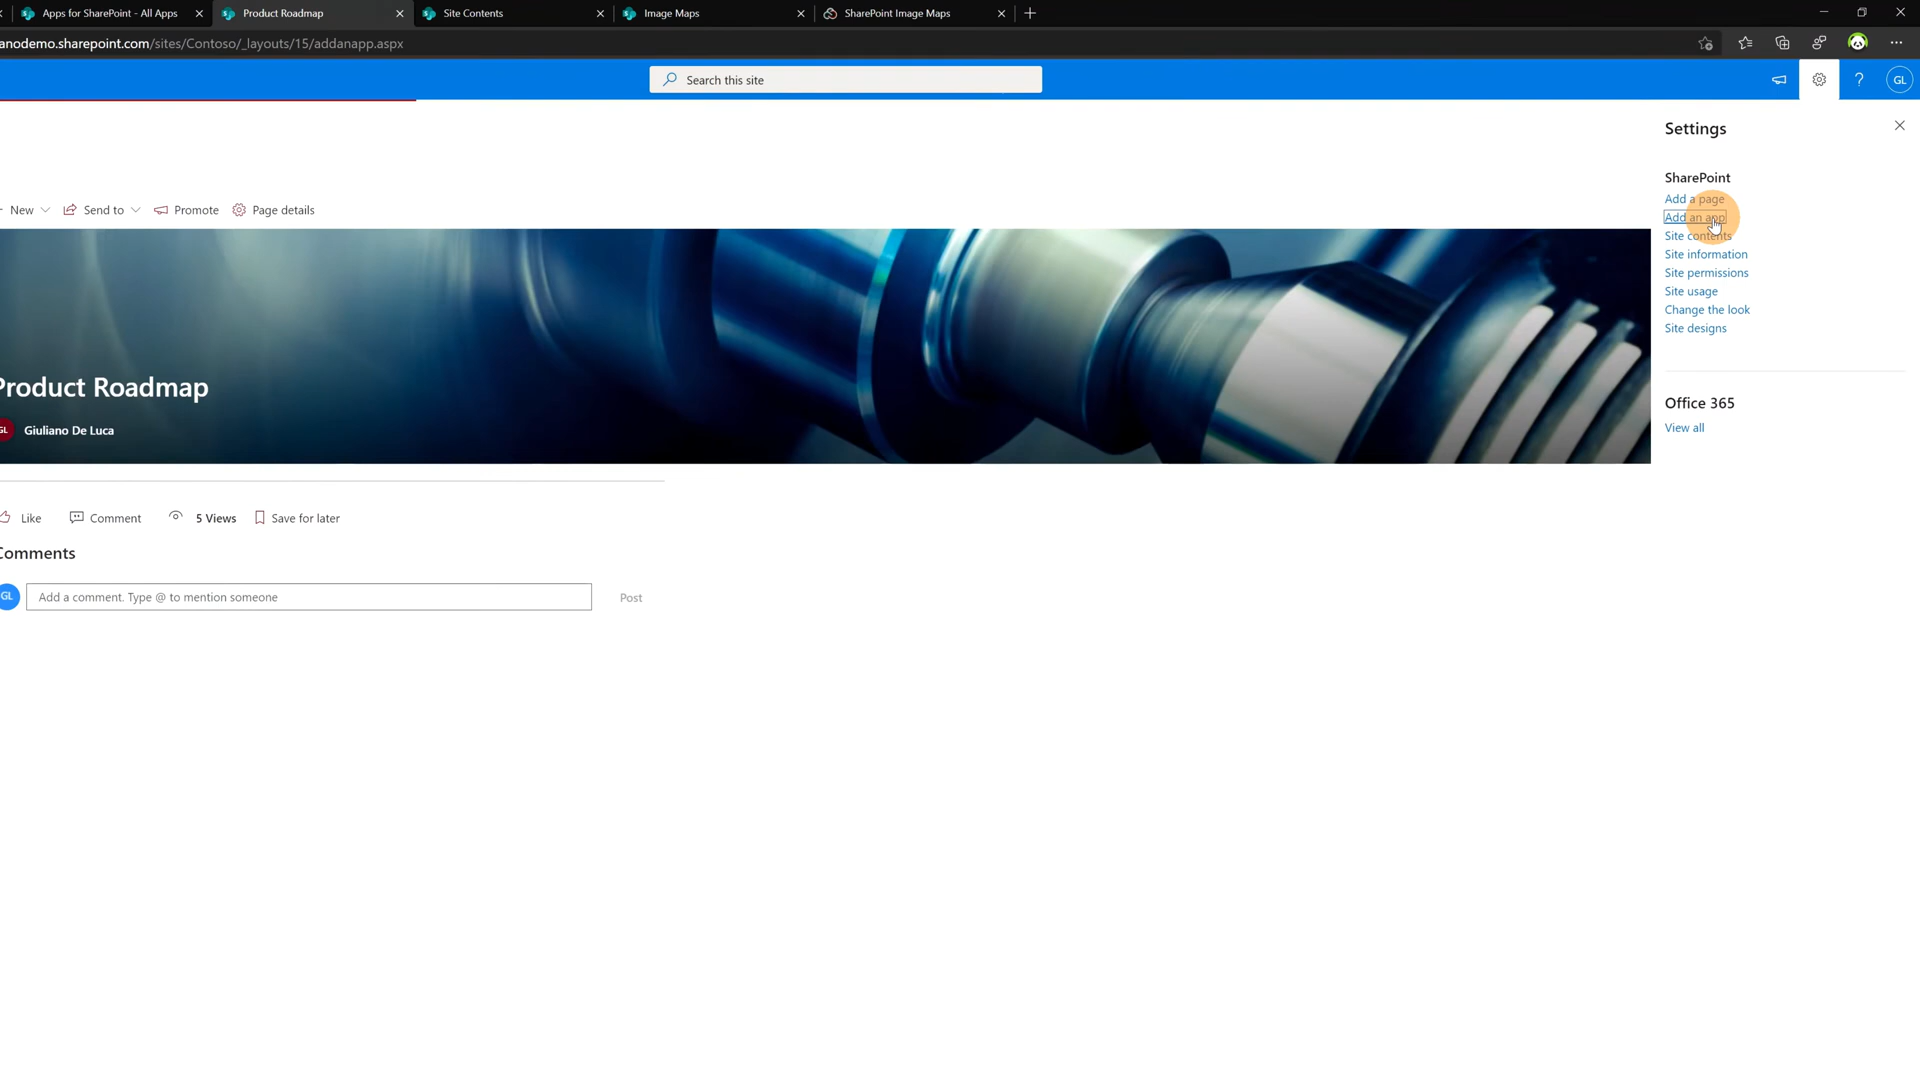 Apps for SharePoint - All Apps
Product Roadmap
Site Contents
Image Maps
SharePoint Image Maps
anodemo.sharepoint.com/sites/Contoso/_layouts/15/addanapp.aspx
Search this site
?
GL
Settings
SharePoint
Add a page
Add an app
Site contents
Site information
Site permissions
Site usage
Change the look
Site designs
Office 365
View all
New
Send to
Promote
Page details
Product Roadmap
GL
Giuliano De Luca
Like
Comment
5 Views
Save for later
Comments
GL
Add a comment. Type @ to mention someone
Post